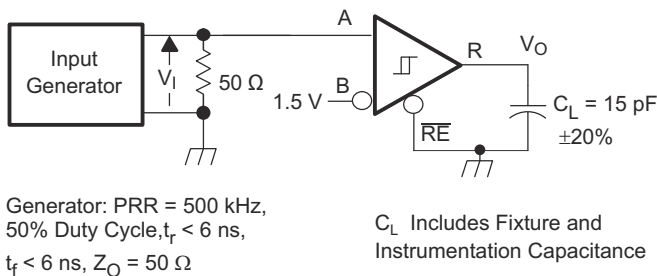 Input
Generator
V_I
50 Ω
A
B
1.5 V
R
V_O
R̅E̅
C_L = 15 pF
±20%
Generator: PRR = 500 kHz,
50% Duty Cycle,t_r < 6 ns,
t_f < 6 ns, Z_O = 50 Ω
C_L Includes Fixture and
Instrumentation Capacitance